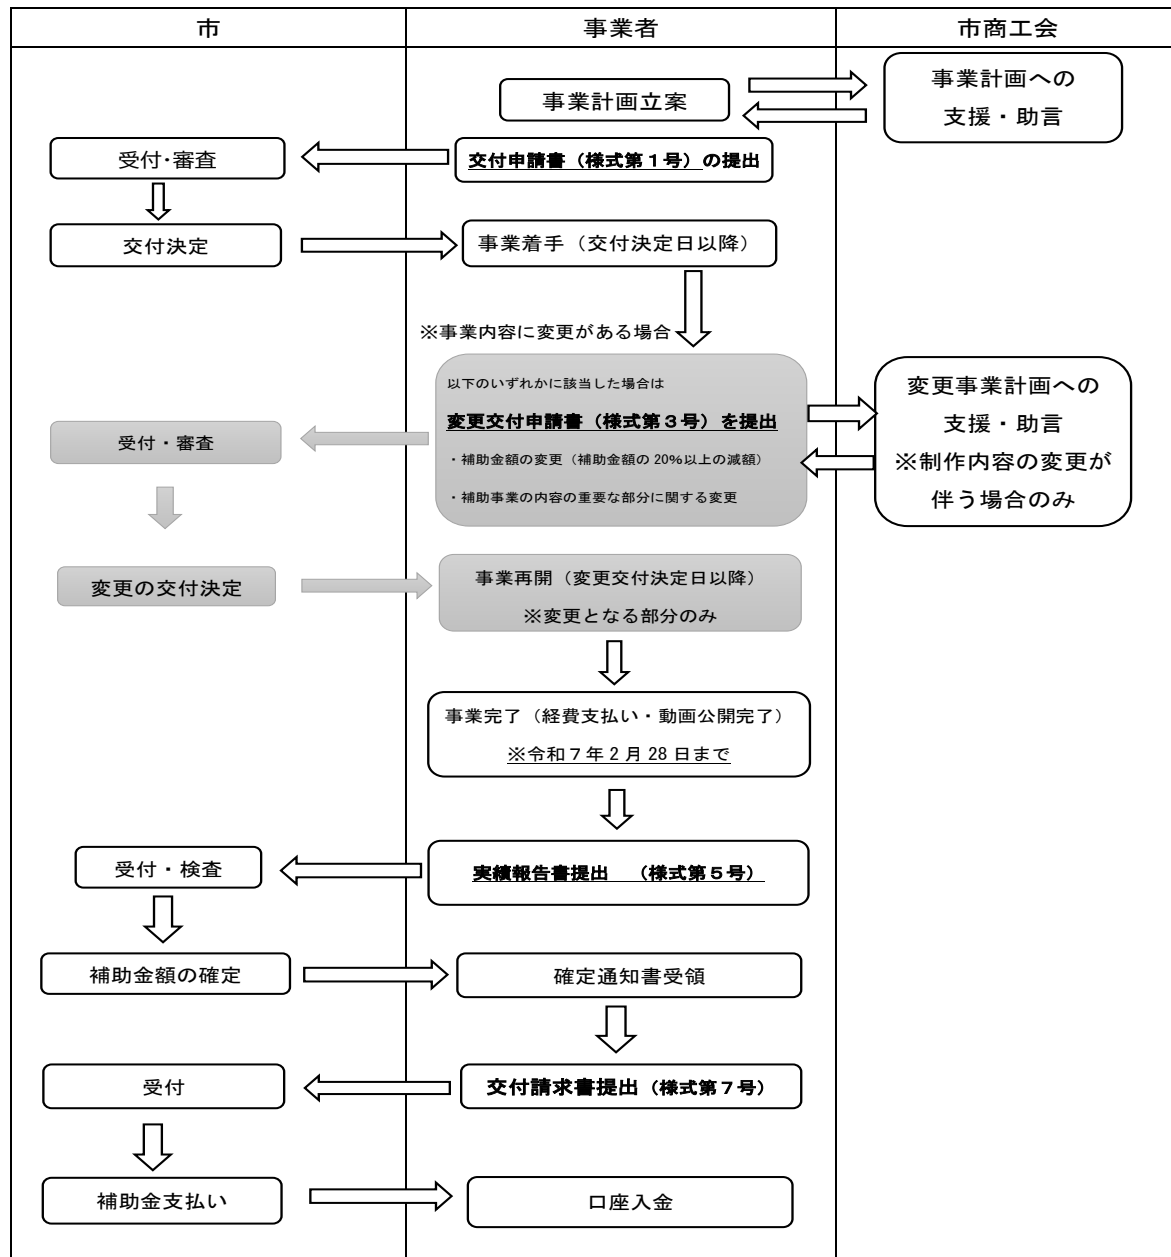 市
事業者
市商工会
事業計画立案
事業計画への
支援・助言
受付・審査
交付申請書（様式第１号）の提出
交付決定
事業着手（交付決定日以降）
※事業内容に変更がある場合
以下のいずれかに該当した場合は
変更交付申請書（様式第３号）を提出
・補助金額の変更（補助金額の 20％以上の減額）
・補助事業の内容の重要な部分に関する変更
変更事業計画への
支援・助言
※制作内容の変更が
伴う場合のみ
受付・審査
変更の交付決定
事業再開（変更交付決定日以降）
※変更となる部分のみ
事業完了（経費支払い・動画公開完了）
※令和７年 2 月 28 日まで
受付・検査
実績報告書提出　（様式第５号）
補助金額の確定
確定通知書受領
受付
交付請求書提出（様式第７号）
補助金支払い
口座入金